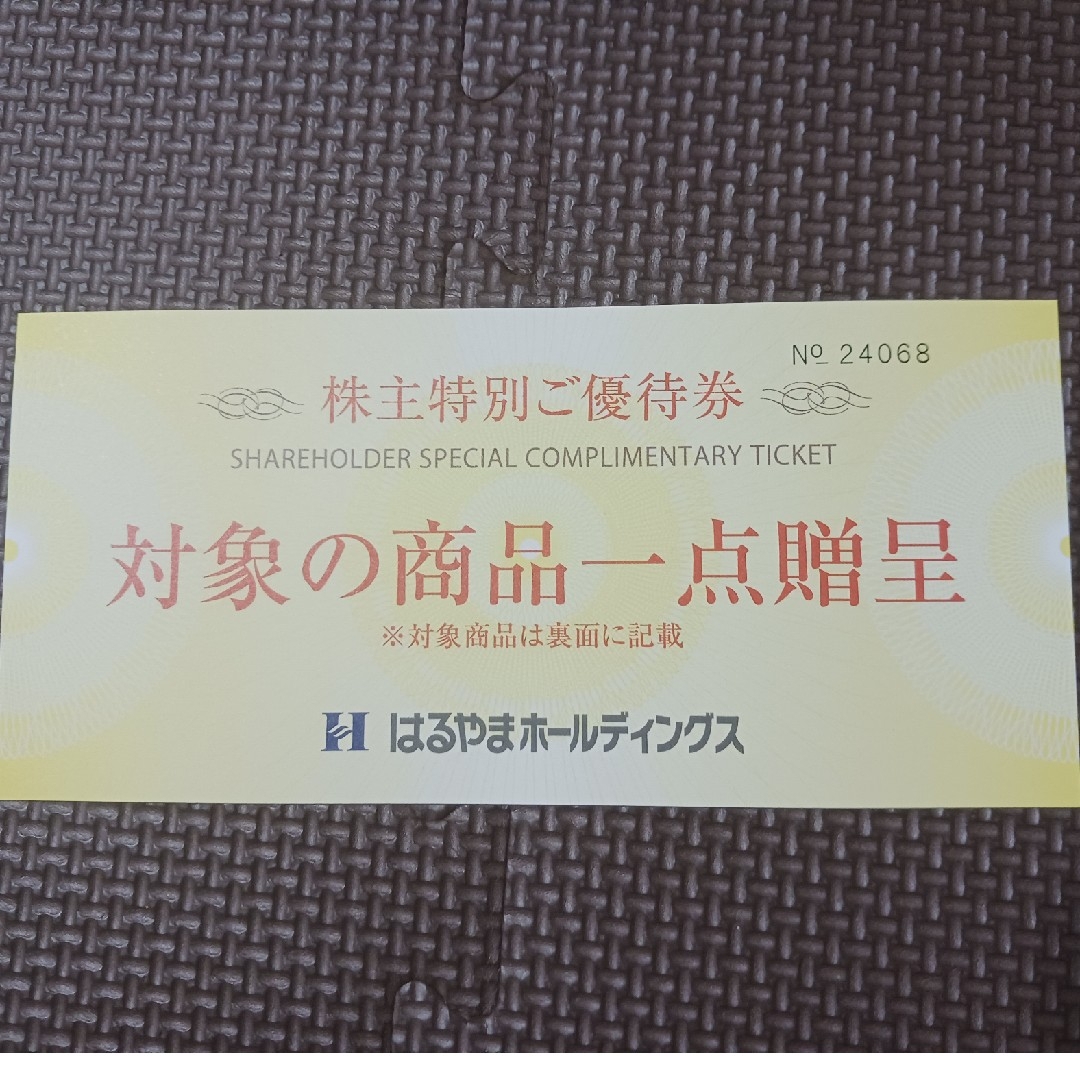 № 24068
株主特別ご優待券
SHAREHOLDER SPECIAL COMPLIMENTARY TICKET
対象の商品一点贈呈
※対象商品は裏面に記載
H はるやまホールディングス